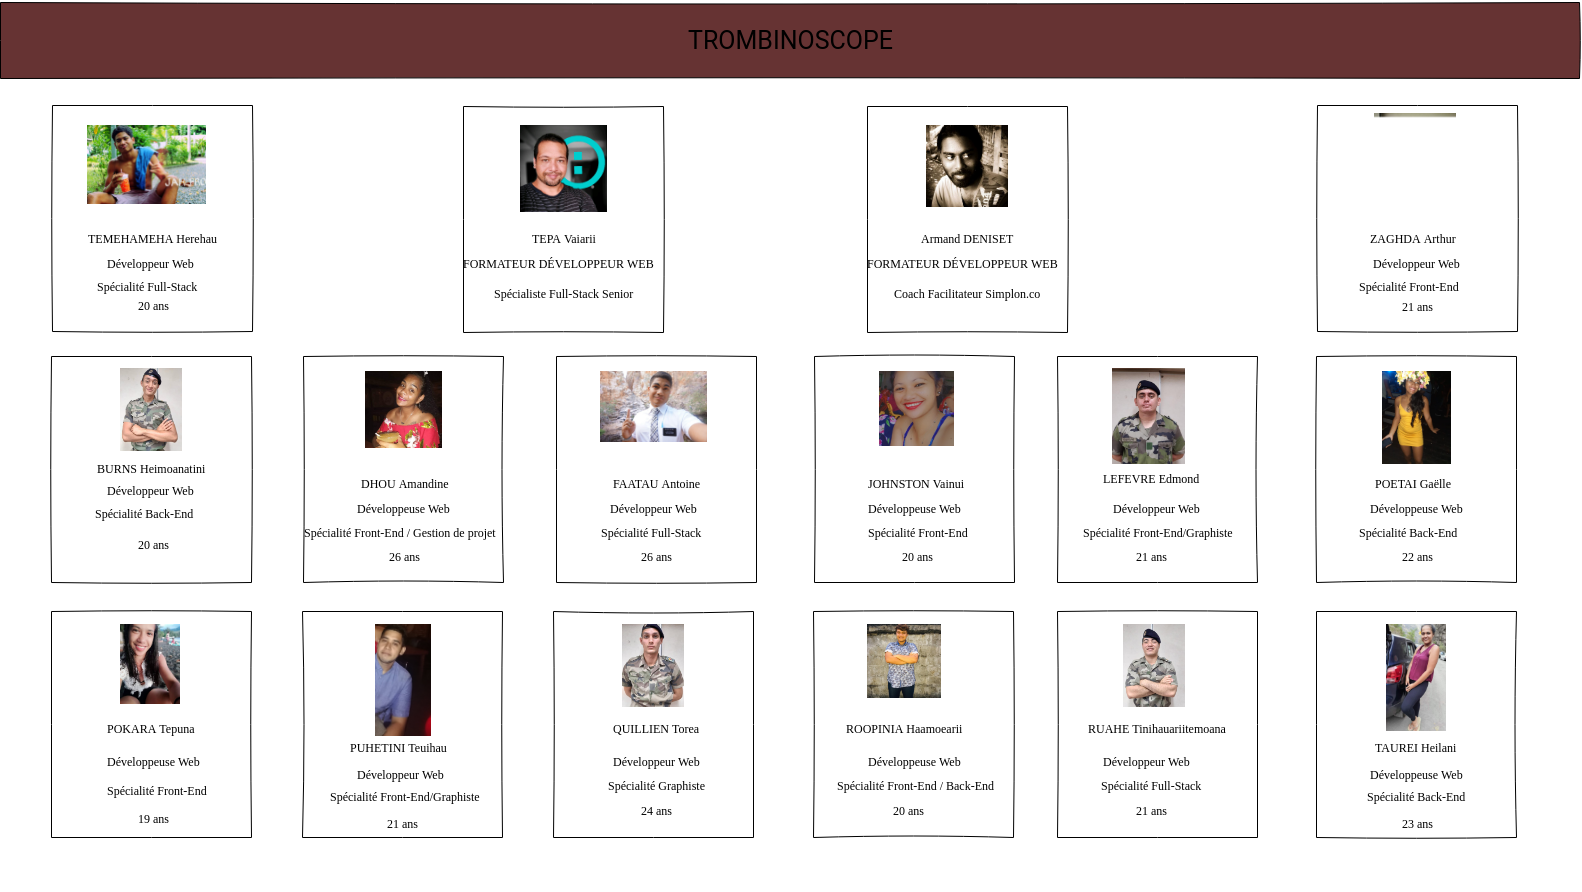 TROMBINOSCOPE
TEMEHAMEHA Herehau
Développeur Web
Spécialité Full-Stack
20 ans
TEPA Vaiarii
FORMATEUR DÉVELOPPEUR WEB
Spécialiste Full-Stack Senior
Armand DENISET
FORMATEUR DÉVELOPPEUR WEB
Coach Facilitateur Simplon.co
ZAGHDA Arthur
Développeur Web
Spécialité Front-End
21 ans
BURNS Heimoanatini
Développeur Web
Spécialité Back-End
20 ans
DHOU Amandine
Développeuse Web
Spécialité Front-End / Gestion de projet
26 ans
FAATAU Antoine
Développeur Web
Spécialité Full-Stack
26 ans
JOHNSTON Vainui
Développeuse Web
Spécialité Front-End
20 ans
LEFEVRE Edmond
Développeur Web
Spécialité Front-End/Graphiste
21 ans
POETAI Gaëlle
Développeuse Web
Spécialité Back-End
22 ans
POKARA Tepuna
Développeuse Web
Spécialité Front-End
19 ans
PUHETINI Teuihau
Développeur Web
Spécialité Front-End/Graphiste
21 ans
QUILLIEN Torea
Développeur Web
Spécialité Graphiste
24 ans
ROOPINIA Haamoearii
Développeuse Web
Spécialité Front-End / Back-End
20 ans
RUAHE Tinihauariitemoana
Développeur Web
Spécialité Full-Stack
21 ans
TAUREI Heilani
Développeuse Web
Spécialité Back-End
23 ans